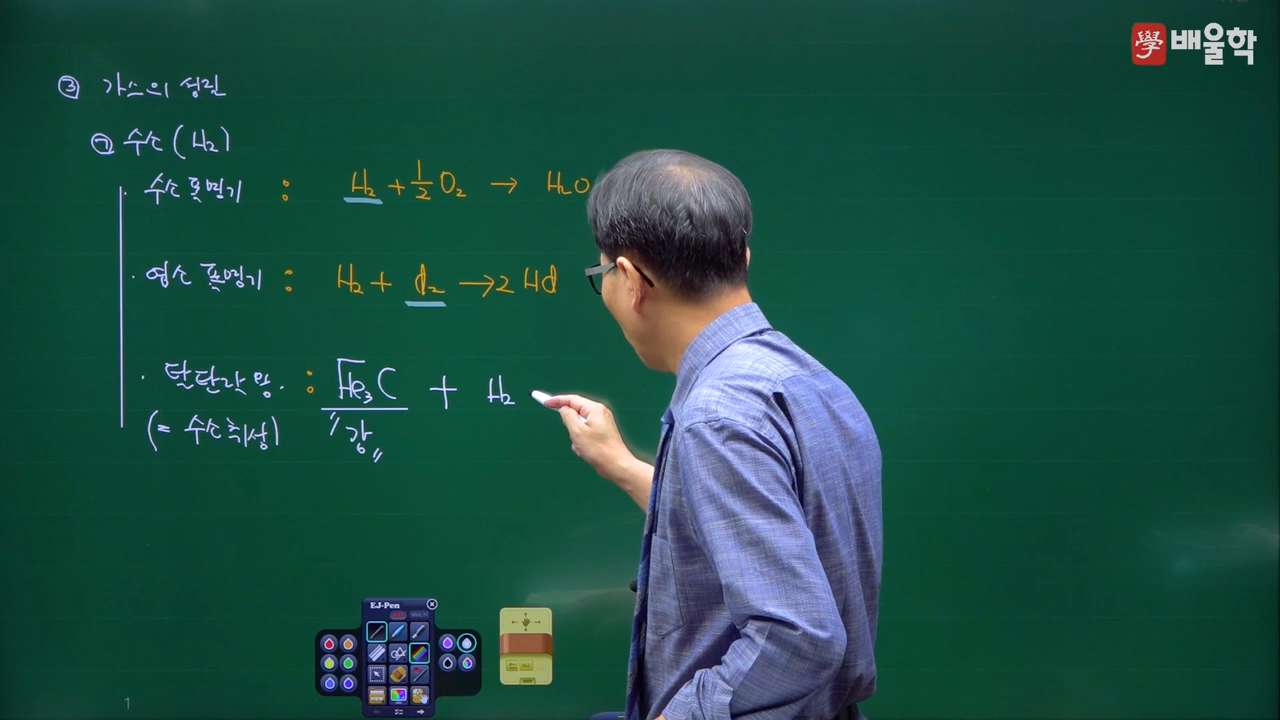 學 배울학
③ 가스의 성질
㉠ 수소 (H₂)
· 수소폭명기 : H₂ + 1/2 O₂ → H₂O
· 염소폭명기 : H₂ + Cl₂ → 2HCl
· 탈탄작용. : Fe₃C + H₂
(= 수소취성) "강"
EJ-Pen
1